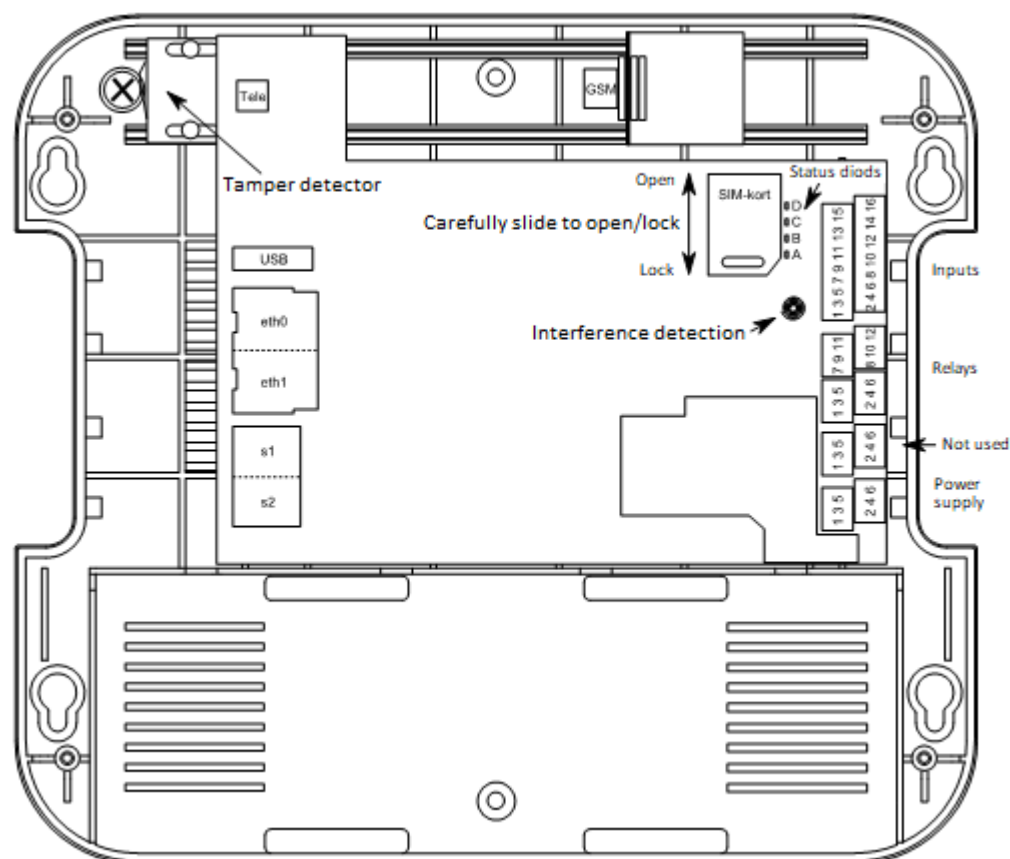 Tele
GSM
Tamper detector
Open
SIM-kort
Status diods
D
C
B
A
Carefully slide to open/lock
Lock
USB
Interference detection
eth0
eth1
s1
s2
1 3 5 7 9 11 13 15
2 4 6 8 10 12 14 16
Inputs
7 9 11
8 10 12
1 3 5
2 4 6
Relays
1 3 5
2 4 6
Not used
1 3 5
2 4 6
Power
supply